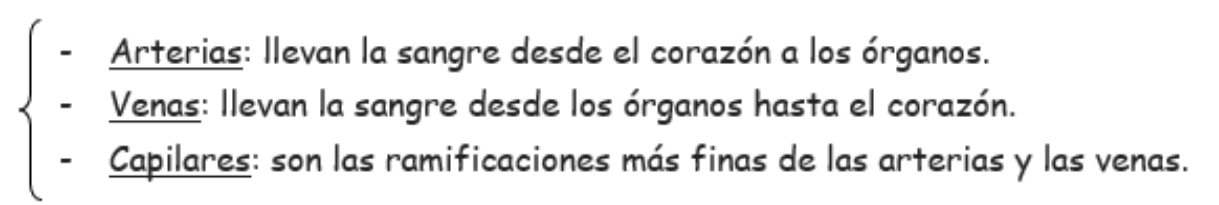 - Arterias: llevan la sangre desde el corazón a los órganos.
- Venas: llevan la sangre desde los órganos hasta el corazón.
- Capilares: son las ramificaciones más finas de las arterias y las venas.